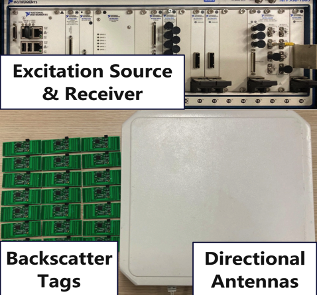 Excitation Source
& Receiver
Backscatter
Tags
Directional
Antennas